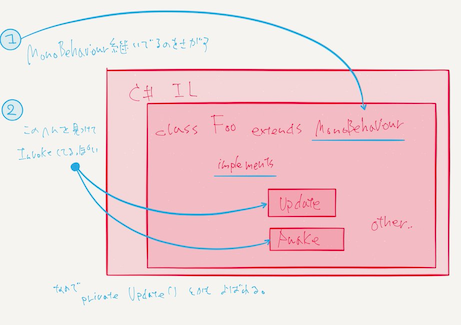 1
MonoBehaviourを継いでるのをさがす
C# IL
2
class Foo extends MonoBehaviour
このへんを見つけて
Invokeしてるっぽい
implements
Update
Awake
other..
なので
private Update() とかで よばれる。